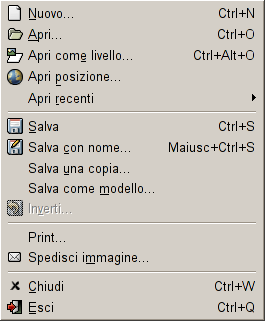 Nuovo... Ctrl+N
Apri... Ctrl+O
Apri come livello... Ctrl+Alt+O
Apri posizione...
Apri recenti
Salva Ctrl+S
Salva con nome... Maiusc+Ctrl+S
Salva una copia...
Salva come modello...
Inverti...
Print...
Spedisci immagine...
Chiudi Ctrl+W
Esci Ctrl+Q